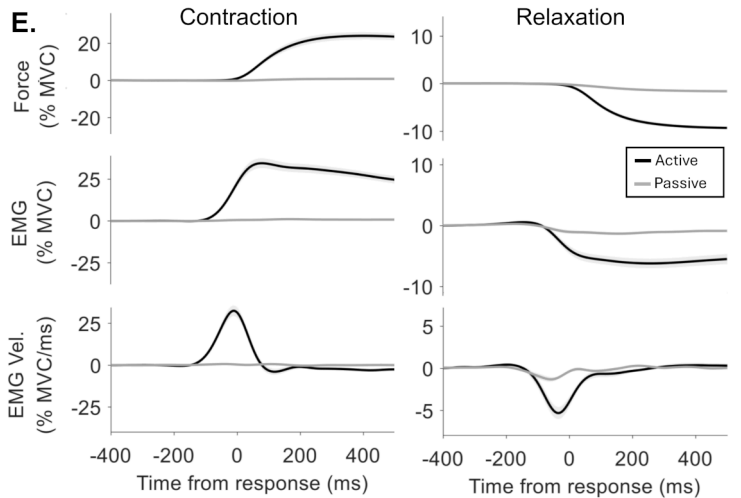 E.
Contraction
Relaxation
Force
(% MVC)
20
0
-20
10
0
-10
Active
Passive
EMG
(% MVC)
25
0
-25
10
0
-10
EMG Vel.
(% MVC/ms)
25
0
-25
5
0
-5
-400 -200 0 200 400
-400 -200 0 200 400
Time from response (ms)
Time from response (ms)